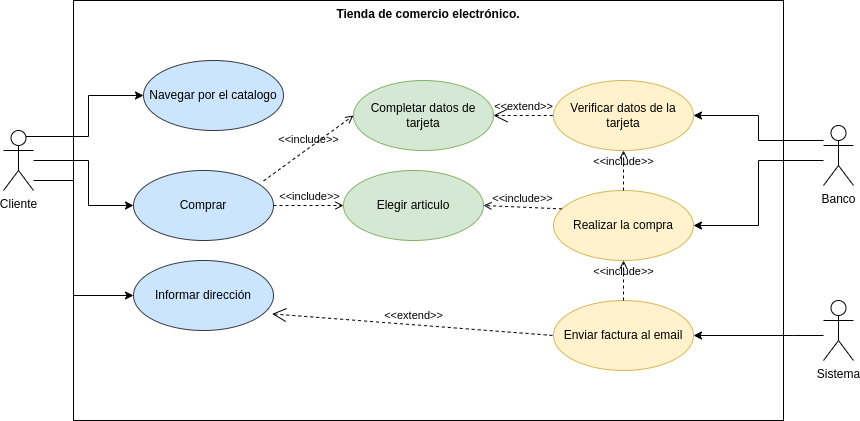 Tienda de comercio electrónico.
Navegar por el catalogo
Completar datos de
tarjeta
<<extend>>
Verificar datos de la
tarjeta
<<include>>
<<include>>
Cliente
Comprar
<<include>>
Elegir articulo
<<include>>
Realizar la compra
Banco
<<include>>
Informar dirección
<<extend>>
Enviar factura al email
Sistema